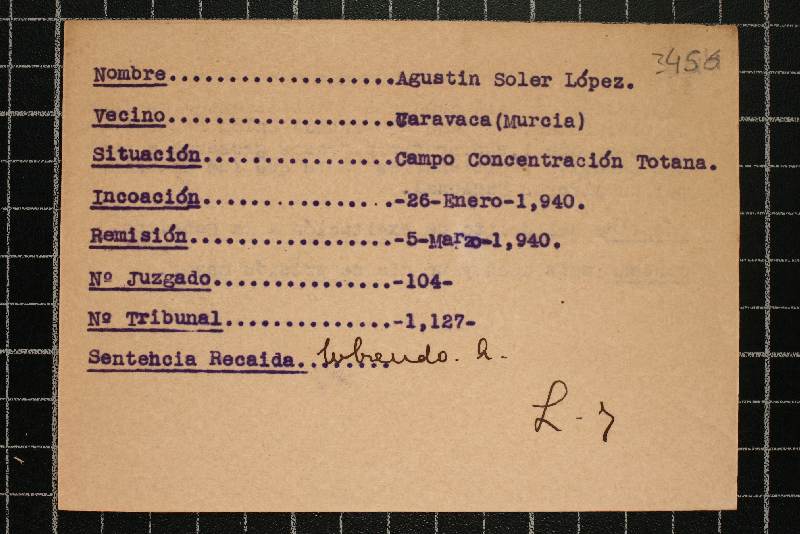 3456
Nombre...................Agustin Soler López.
Vecino...................Caravaca(Murcia)
Situación................Campo Concentración Totana.
Incoación................-26-Enero-1,940.
Remisión.................-5-Marzo-1,940.
Nº Juzgado...............-104-
Nº Tribunal..............-1,127-
Sentehcia Recaida........
L-